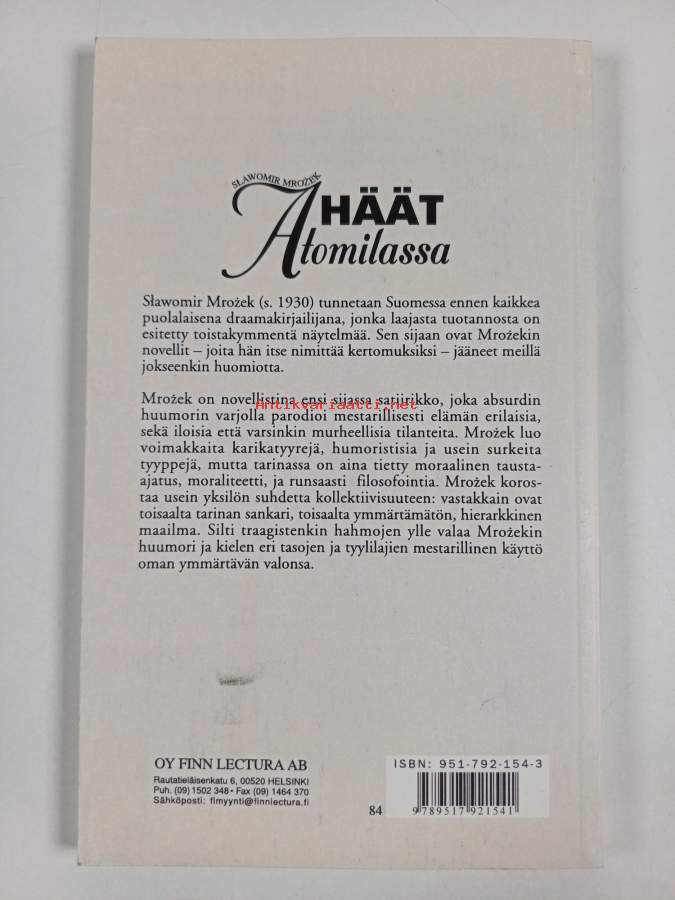 SŁAWOMIR MROŻEK
HÄÄT
Atomilassa
Sławomir Mrożek (s. 1930) tunnetaan Suomessa ennen kaikkea
puolalaisena draamakirjailijana, jonka laajasta tuotannosta on
esitetty toistakymmentä näytelmää. Sen sijaan ovat Mrożekin
novellit – joita hän itse nimittää kertomuksiksi – jääneet meillä
jokseenkin huomiotta.
Mrożek on novellistina ensi sijassa satiirikko, joka absurdin
Antikvariaatti.net
huumorin varjolla parodioi mestarillisesti elämän erilaisia,
sekä iloisia että varsinkin murheellisia tilanteita. Mrożek luo
voimakkaita karikatyyrejä, humoristisia ja usein surkeita
tyyppejä, mutta tarinassa on aina tietty moraalinen tausta-
ajatus, moraliteetti, ja runsaasti filosofointia. Mrożek koros-
taa usein yksilön suhdetta kollektiivisuuteen: vastakkain ovat
toisaalta tarinan sankari, toisaalta ymmärtämätön, hierarkkinen
maailma. Silti traagistenkin hahmojen ylle valaa Mrożekin
huumori ja kielen eri tasojen ja tyylilajien mestarillinen käyttö
oman ymmärtävän valonsa.
OY FINN LECTURA AB
Rautatieläisenkatu 6, 00520 HELSINKI
Puh. (09) 1502 348 • Fax (09) 1464 370
Sähköposti: flmyynti@finnlectura.fi
84
ISBN: 951-792-154-3
9 789517 921541